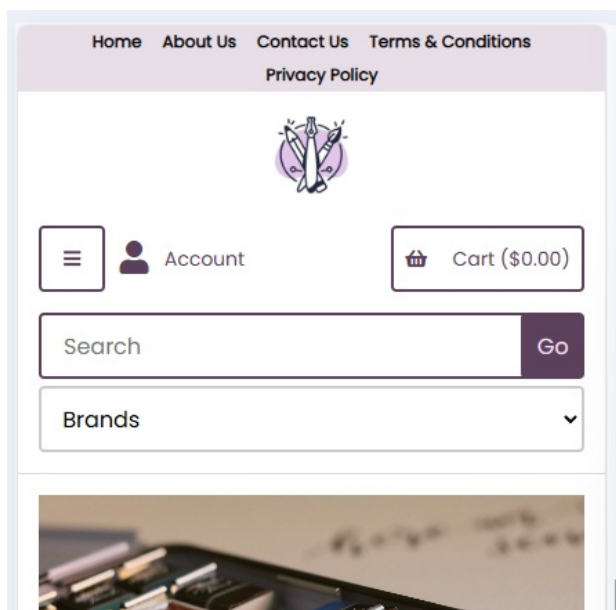 Home About Us Contact Us Terms & Conditions
Privacy Policy
Account Cart ($0.00)
Search Go
Brands